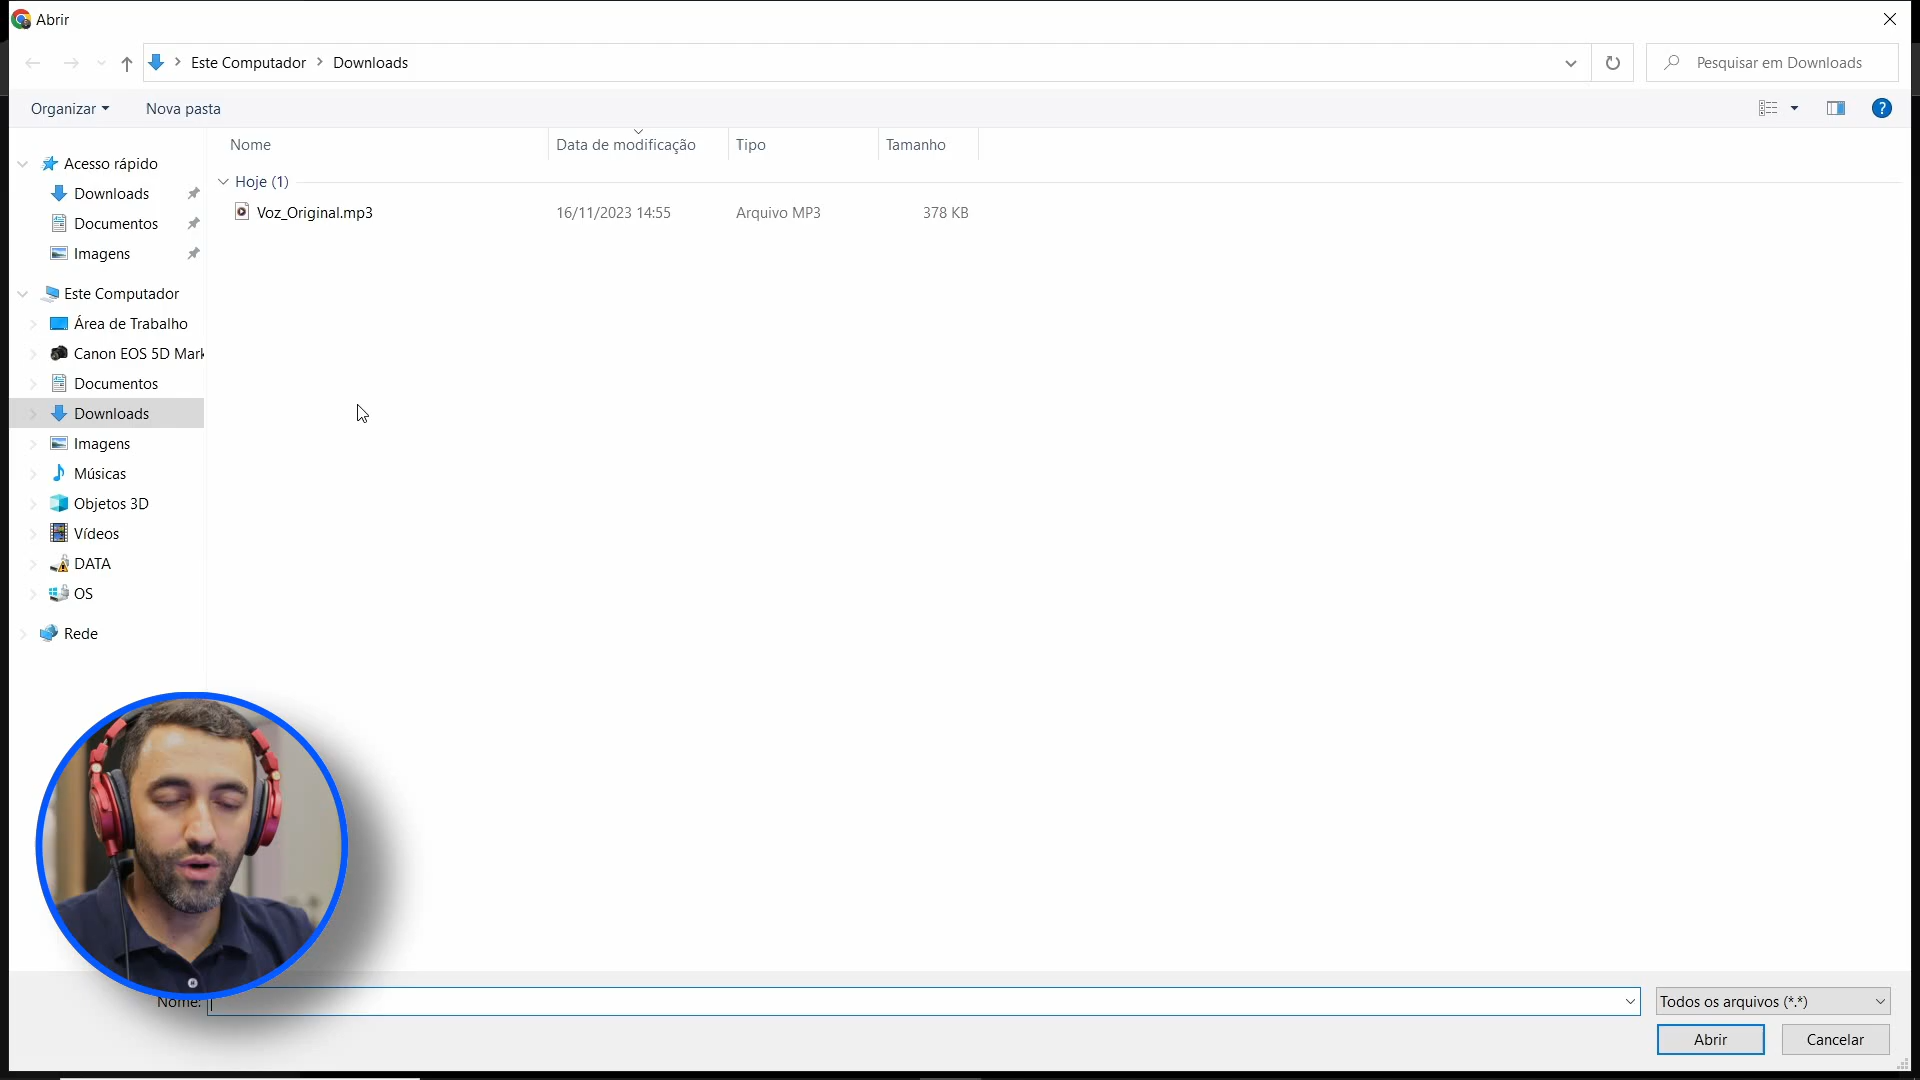 Abrir
Este Computador
Downloads
Pesquisar em Downloads
Organizar
Nova pasta
?
Nome
Data de modificação
Tipo
Tamanho
Hoje (1)
Voz_Original.mp3
16/11/2023 14:55
Arquivo MP3
378 KB
Acesso rápido
Downloads
Documentos
Imagens
Este Computador
Área de Trabalho
Canon EOS 5D Mark
Documentos
Downloads
Imagens
Músicas
Objetos 3D
Vídeos
DATA
OS
Rede
Nome:
Todos os arquivos (*.*)
Abrir
Cancelar